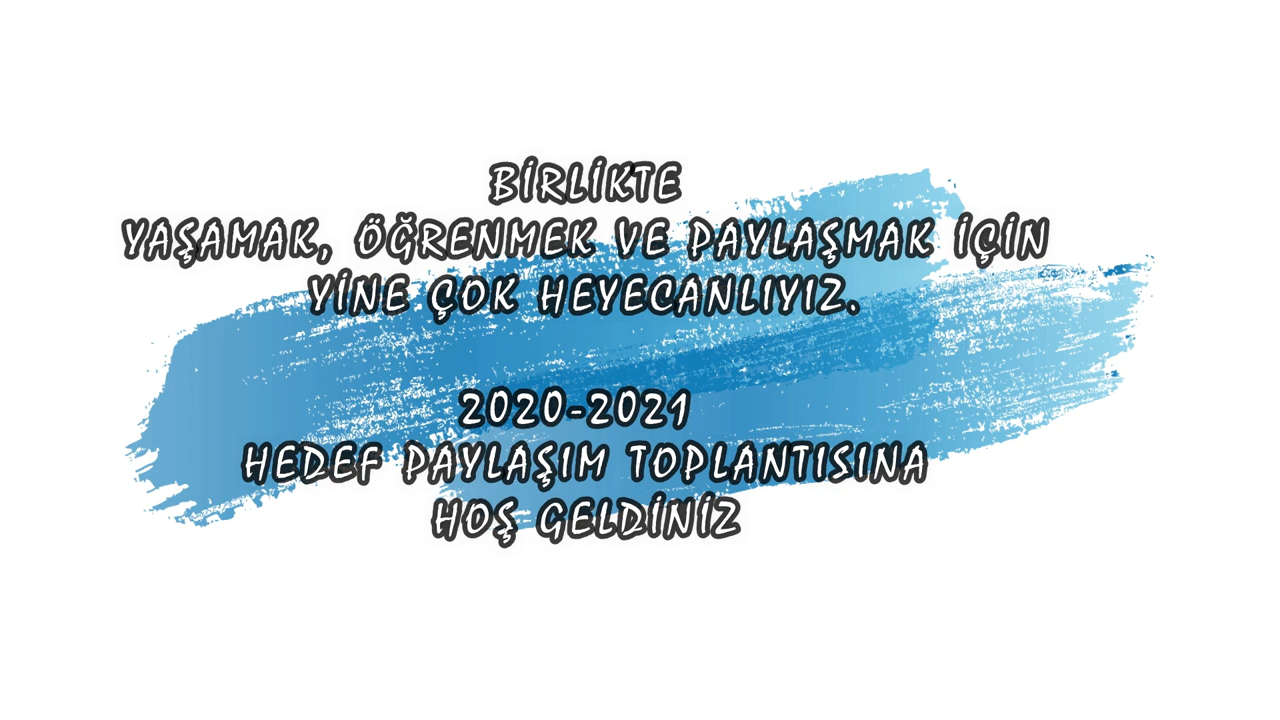 BİRLİKTE
YAŞAMAK, ÖĞRENMEK VE PAYLAŞMAK İÇİN
YİNE ÇOK HEYECANLIYIZ.
2020-2021
HEDEF PAYLAŞIM TOPLANTISINA
HOŞ GELDİNİZ